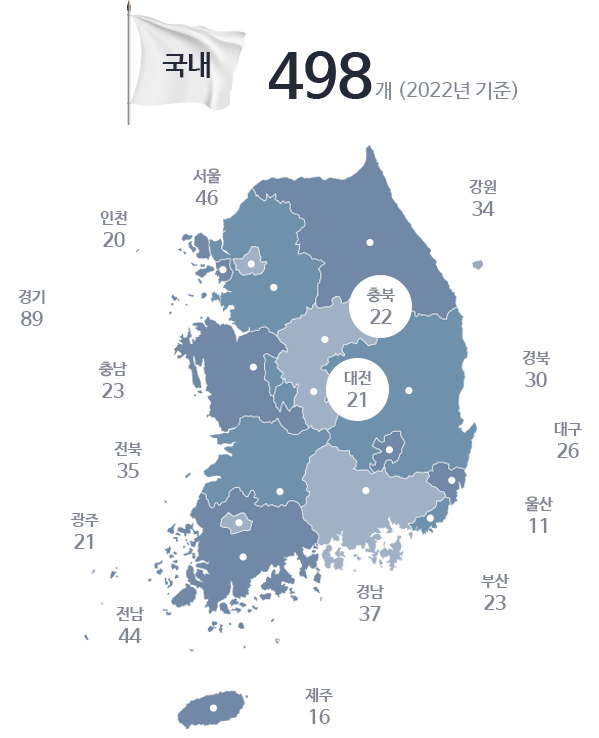 국내
498개 (2022년 기준)
서울
46
강원
34
인천
20
경기
89
충북
22
경북
30
충남
23
대전
21
대구
26
전북
35
울산
11
광주
21
부산
23
경남
37
전남
44
제주
16